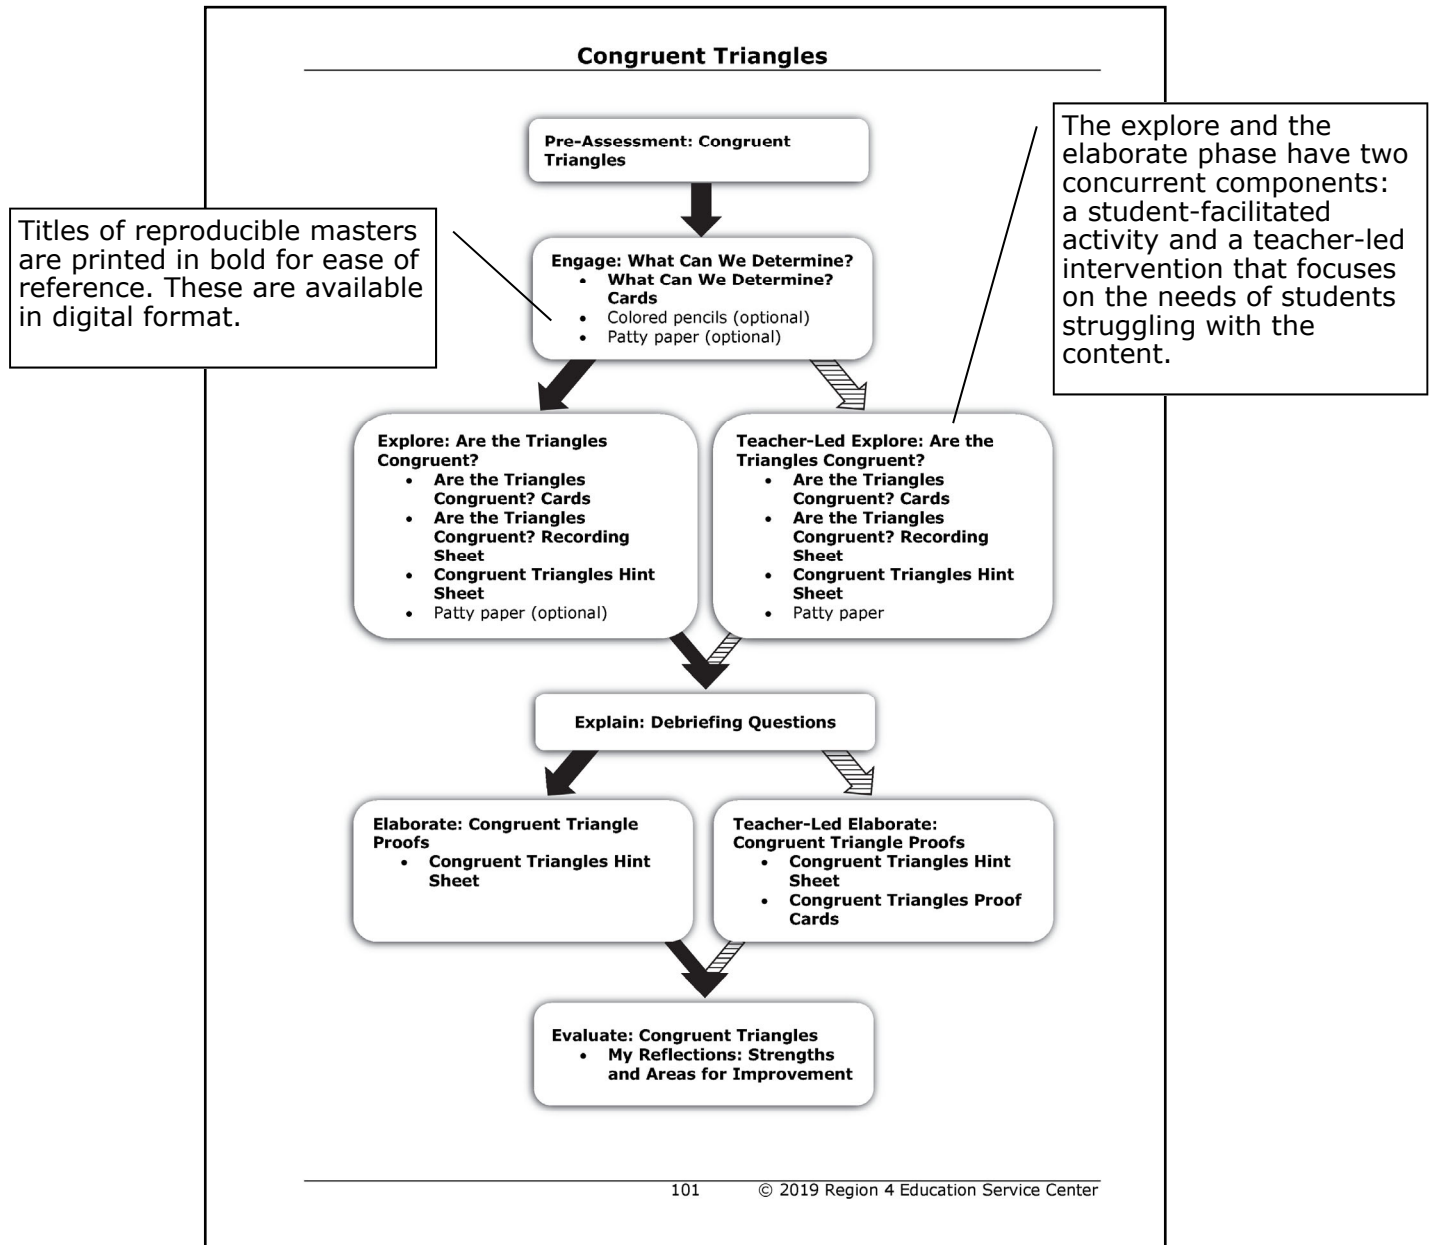 Congruent Triangles
Pre-Assessment: Congruent
Triangles
The explore and the
elaborate phase have two
concurrent components:
a student-facilitated
activity and a teacher-led
intervention that focuses
on the needs of students
struggling with the
content.
Titles of reproducible masters
are printed in bold for ease of
reference. These are available
in digital format.
Engage: What Can We Determine?
• What Can We Determine?
Cards
• Colored pencils (optional)
• Patty paper (optional)
Explore: Are the Triangles
Congruent?
• Are the Triangles
Congruent? Cards
• Are the Triangles
Congruent? Recording
Sheet
• Congruent Triangles Hint
Sheet
• Patty paper (optional)
Teacher-Led Explore: Are the
Triangles Congruent?
• Are the Triangles
Congruent? Cards
• Are the Triangles
Congruent? Recording
Sheet
• Congruent Triangles Hint
Sheet
• Patty paper
Explain: Debriefing Questions
Elaborate: Congruent Triangle
Proofs
• Congruent Triangles Hint
Sheet
Teacher-Led Elaborate:
Congruent Triangle Proofs
• Congruent Triangles Hint
Sheet
• Congruent Triangles Proof
Cards
Evaluate: Congruent Triangles
• My Reflections: Strengths
and Areas for Improvement
101 © 2019 Region 4 Education Service Center